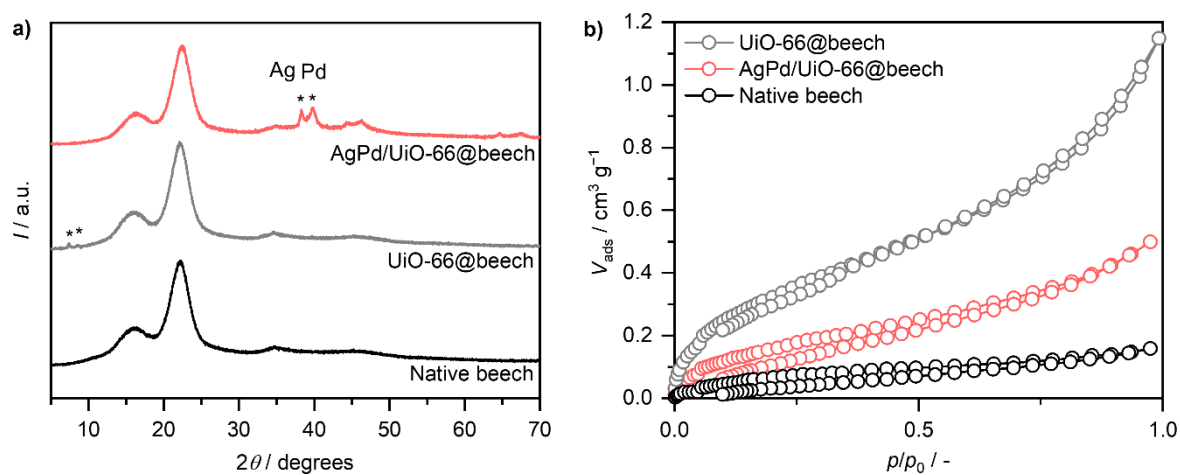 a)
I / a.u.
Ag Pd
* *
AgPd/UiO-66@beech
* *
UiO-66@beech
Native beech
10 20 30 40 50 60 70
2θ / degrees
b)
UiO-66@beech
AgPd/UiO-66@beech
Native beech
V_ads / cm³ g⁻¹
1.2
1.0
0.8
0.6
0.4
0.2
0.0
0.0 0.5 1.0
p/p₀ / -